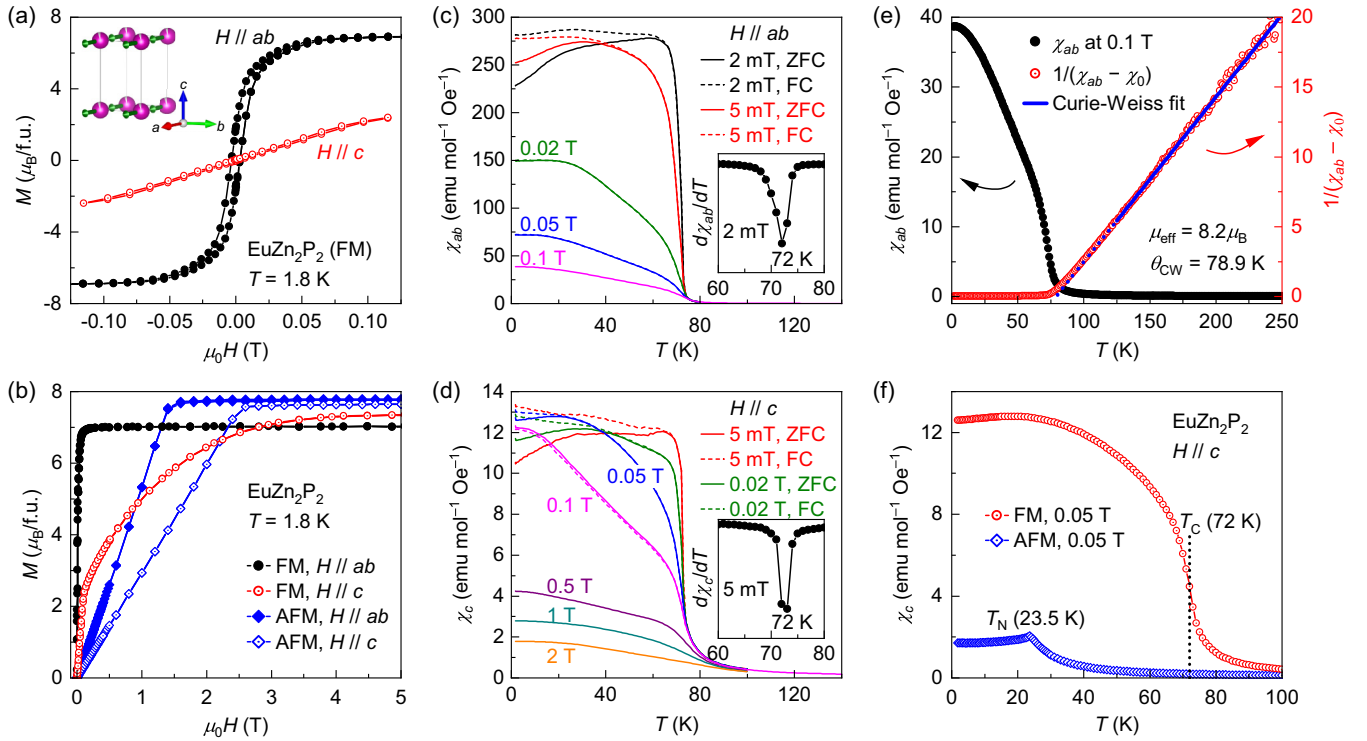 (a)
H // ab
c
a
b
H // c
EuZn₂P₂ (FM)
T = 1.8 K
M (μB/f.u.)
8
4
0
-4
-8
-0.10
-0.05
0.00
0.05
0.10
μ₀H (T)
(b)
EuZn₂P₂
T = 1.8 K
FM, H // ab
FM, H // c
AFM, H // ab
AFM, H // c
M (μB/f.u.)
8
6
4
2
0
0
1
2
3
4
5
μ₀H (T)
(c)
H // ab
2 mT, ZFC
2 mT, FC
5 mT, ZFC
5 mT, FC
0.02 T
0.05 T
0.1 T
dχab/dT
2 mT
72 K
60
70
80
χab (emu mol⁻¹ Oe⁻¹)
300
250
200
150
100
50
0
0
40
80
120
T (K)
(d)
H // c
5 mT, ZFC
5 mT, FC
0.02 T, ZFC
0.02 T, FC
0.05 T
0.1 T
0.5 T
1 T
2 T
dχc/dT
5 mT
72 K
60
70
80
χc (emu mol⁻¹ Oe⁻¹)
14
12
10
8
6
4
2
0
0
40
80
120
T (K)
(e)
χab at 0.1 T
1/(χab − χ₀)
Curie-Weiss fit
μeff = 8.2μB
θCW = 78.9 K
χab (emu mol⁻¹ Oe⁻¹)
40
30
20
10
0
20
15
10
5
0
1/(χab − χ₀)
0
50
100
150
200
250
T (K)
(f)
EuZn₂P₂
H // c
FM, 0.05 T
AFM, 0.05 T
TC (72 K)
TN (23.5 K)
χc (emu mol⁻¹ Oe⁻¹)
12
8
4
0
0
20
40
60
80
100
T (K)